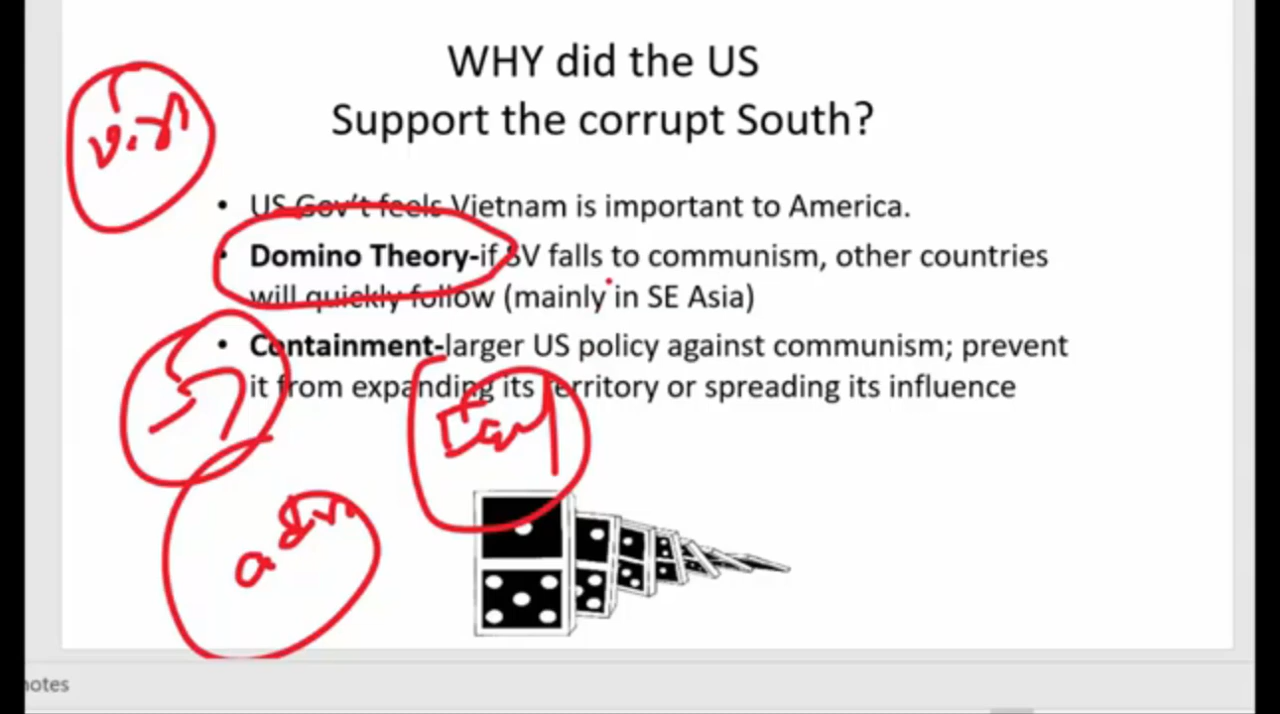 WHY did the US
Support the corrupt South?
• US Gov't feels Vietnam is important to America.
• Domino Theory-if SV falls to communism, other countries
will quickly follow (mainly in SE Asia)
• Containment-larger US policy against communism; prevent
it from expanding its territory or spreading its influence
notes